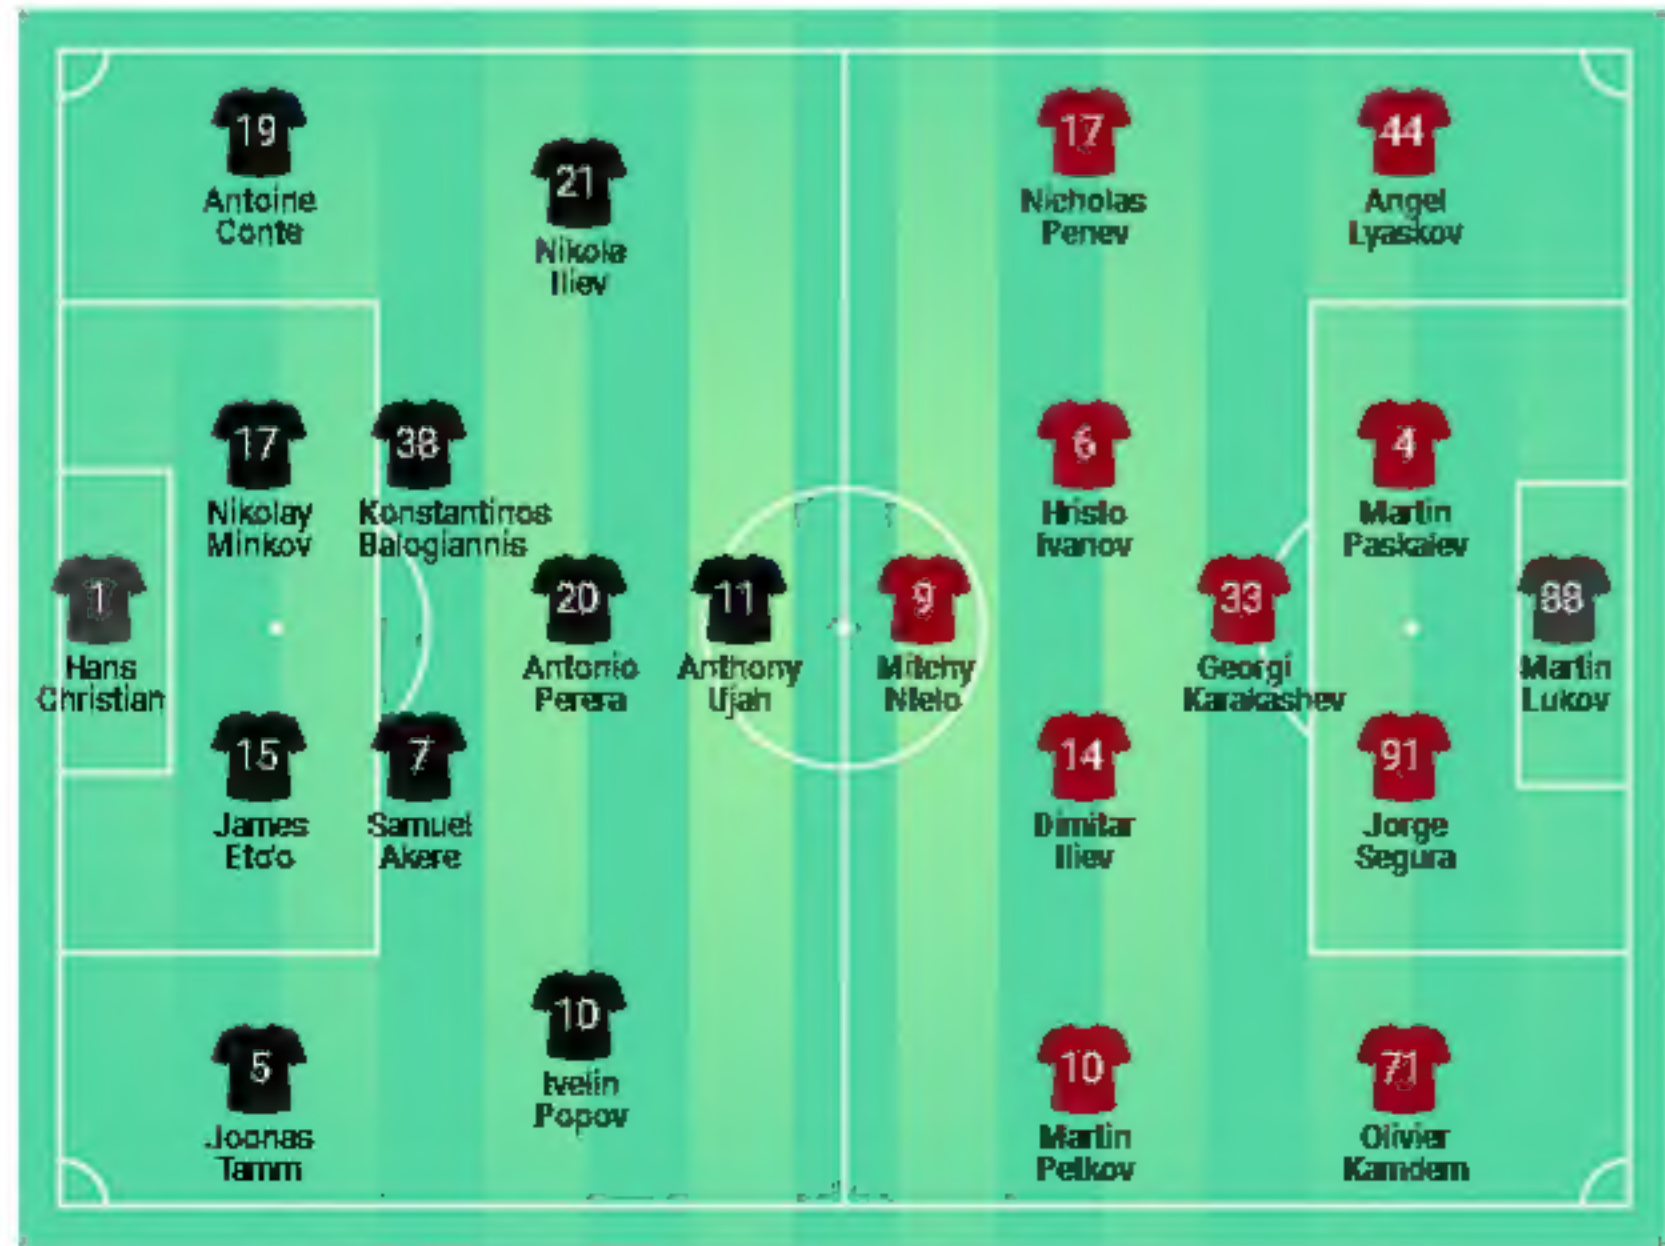 19
Antoine
Conte
21
Nikola
Iliev
17
Nicholas
Penev
44
Angel
Lyaskov
17
Nikolay
Minkov
38
Konstantinos
Balogiannis
6
Hristo
Ivanov
4
Martin
Paskalev
1
Hans
Christian
20
Antonio
Perera
11
Anthony
Ujah
9
Mitchy
Ntelo
33
Georgi
Karakashev
88
Martin
Lukov
15
James
Eto'o
7
Samuel
Akere
14
Dimitar
Iliev
91
Jorge
Segura
5
Joonas
Tamm
10
Ivelin
Popov
10
Martin
Petkov
71
Olivier
Kamdem